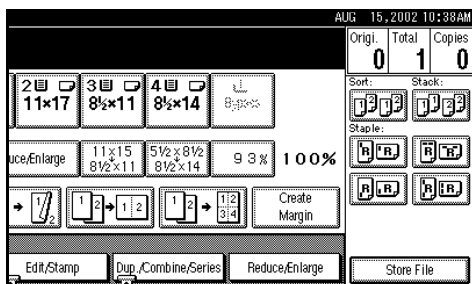 AUG 15,2002 10:38AM
Origi. Total Copies
0 1 0
Sort: Stack:
2 3 4
11×17 8½×11 8½×14
Staple:
uce/Enlarge 11×15 5½×8½ 93% 100%
8½×11 8½×14
Create
Margin
Edit/Stamp Dup./Combine/Series Reduce/Enlarge Store File